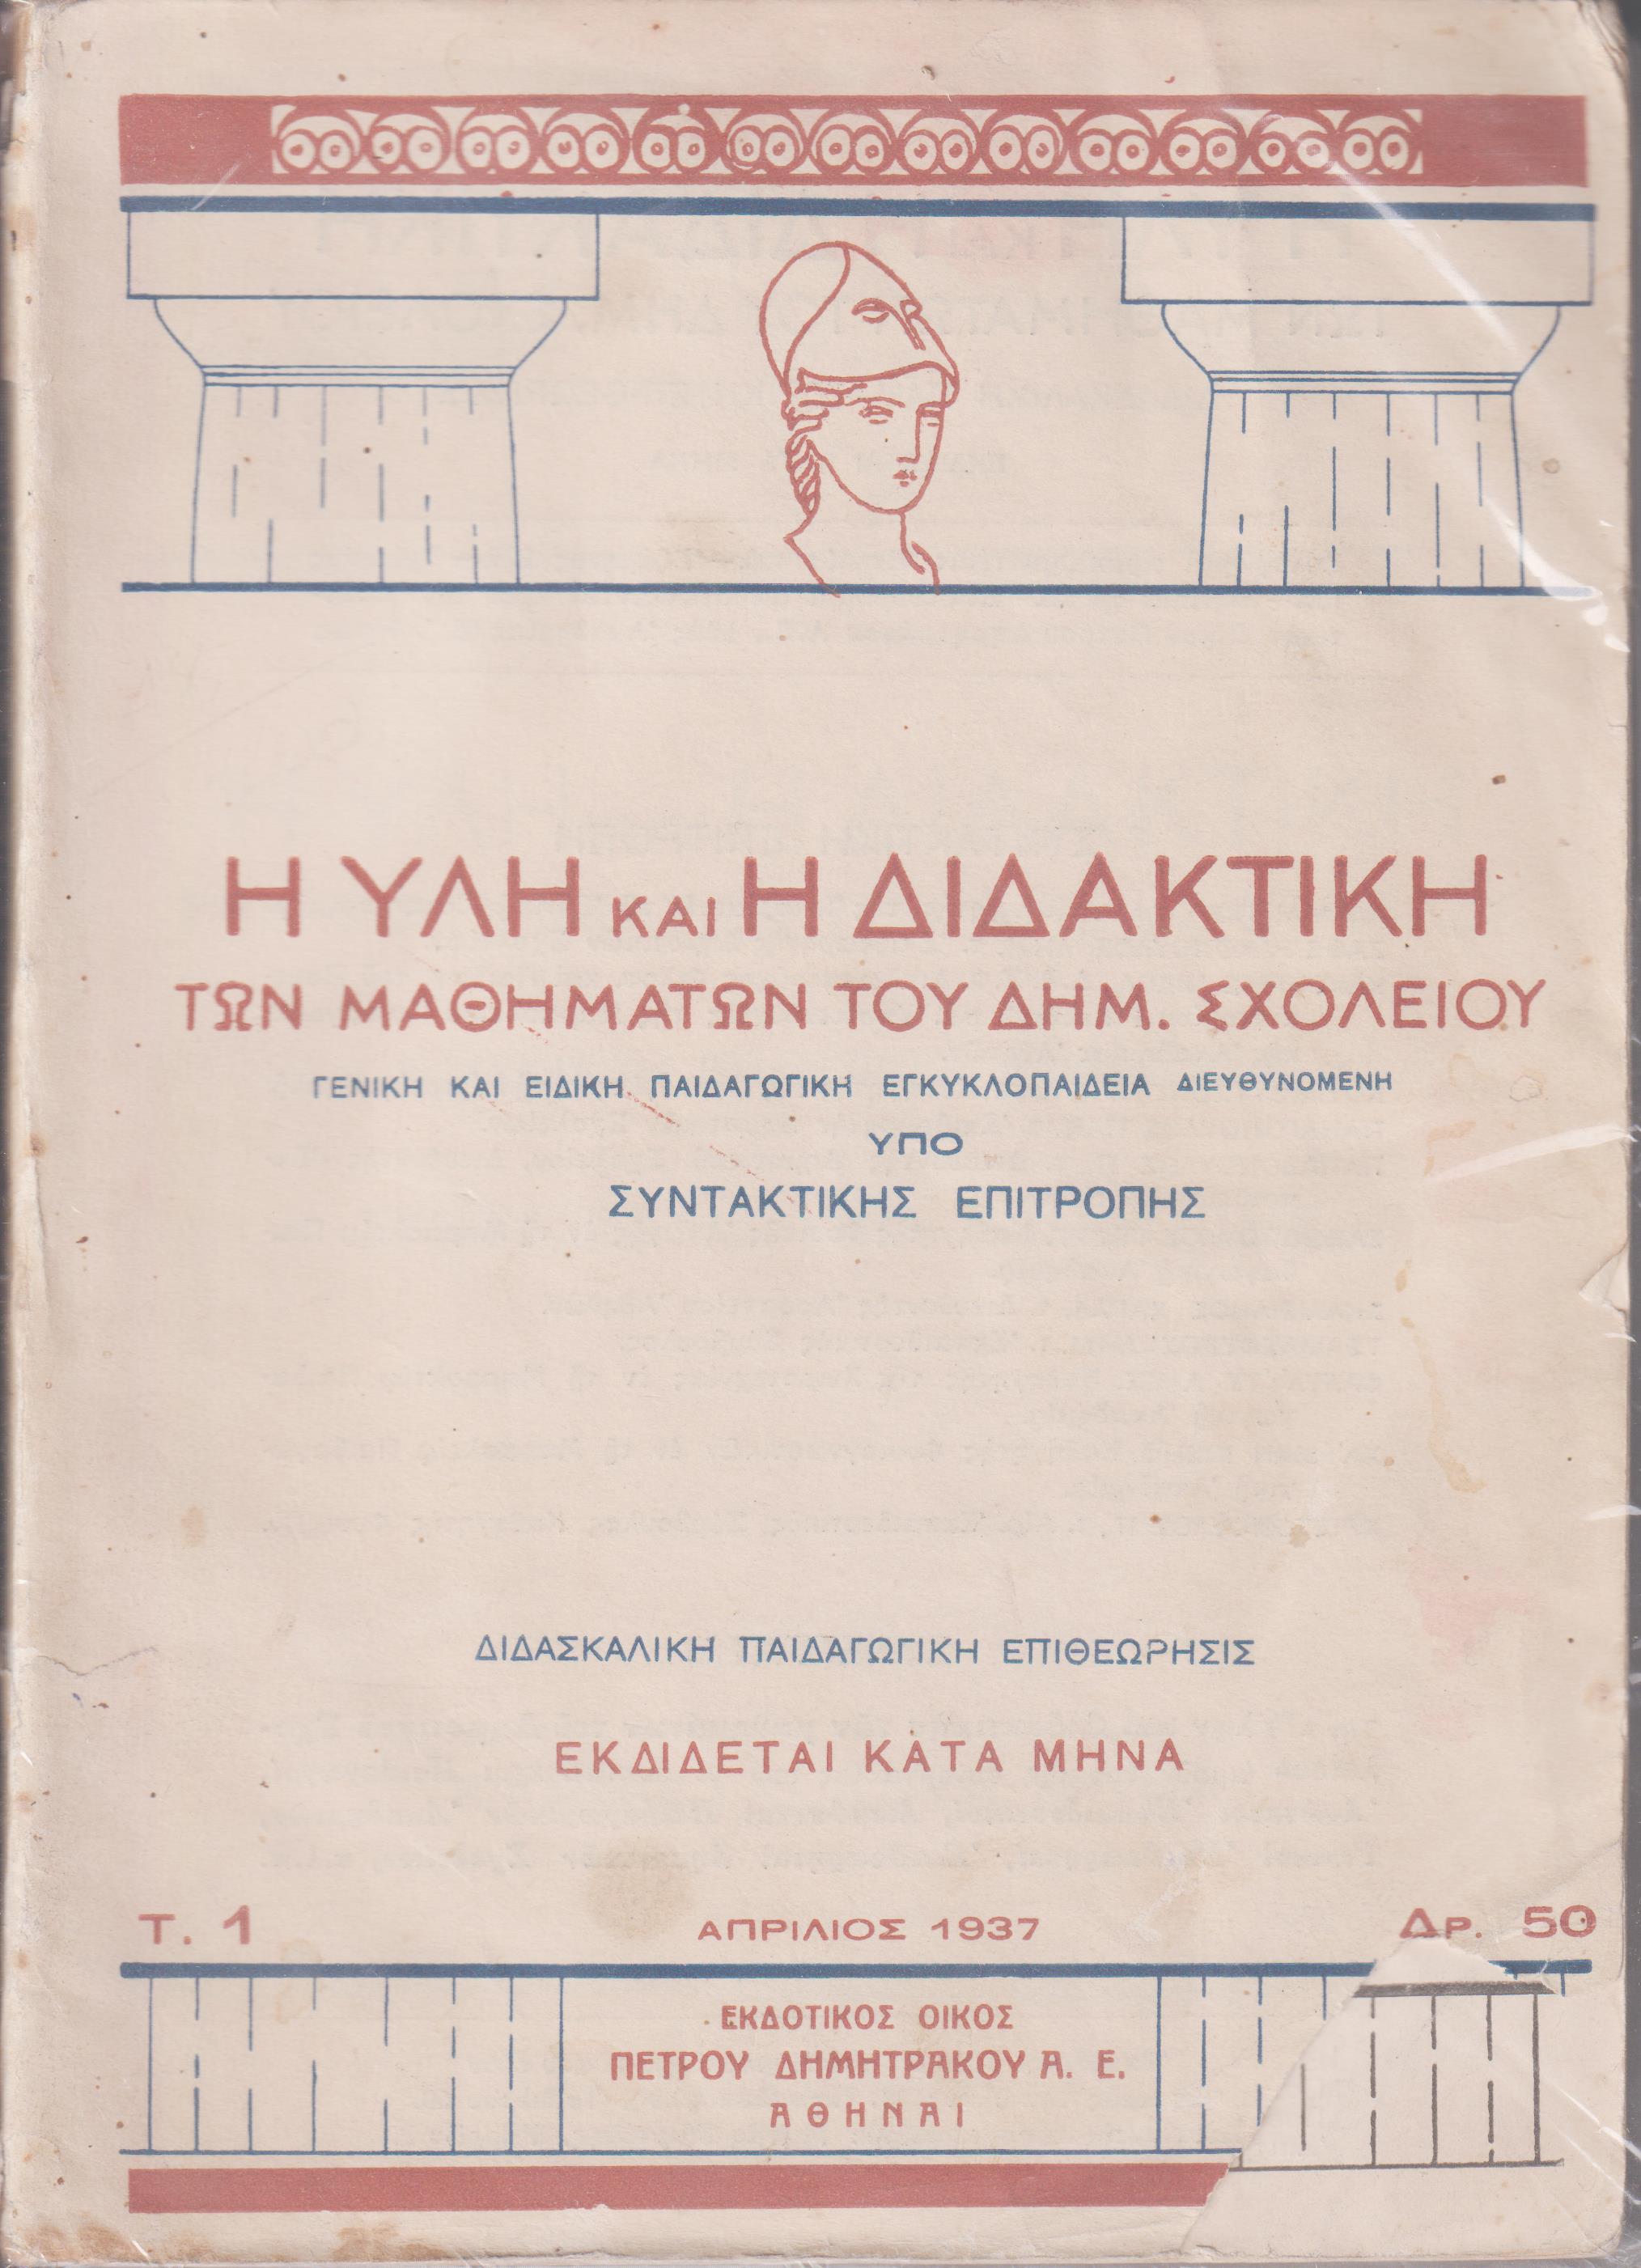 Η ΥΛΗ ΚΑΙ Η ΔΙΔΑΚΤΙΚΗ
ΤΩΝ ΜΑΘΗΜΑΤΩΝ ΤΟΥ ΔΗΜ. ΣΧΟΛΕΙΟΥ
ΓΕΝΙΚΗ ΚΑΙ ΕΙΔΙΚΗ ΠΑΙΔΑΓΩΓΙΚΗ ΕΓΚΥΚΛΟΠΑΙΔΕΙΑ ΔΙΕΥΘΥΝΟΜΕΝΗ
ΥΠΟ
ΣΥΝΤΑΚΤΙΚΗΣ ΕΠΙΤΡΟΠΗΣ
ΔΙΔΑΣΚΑΛΙΚΗ ΠΑΙΔΑΓΩΓΙΚΗ ΕΠΙΘΕΩΡΗΣΙΣ
ΕΚΔΙΔΕΤΑΙ ΚΑΤΑ ΜΗΝΑ
Τ. 1 ΑΠΡΙΛΙΟΣ 1937 ΔΡ. 50
ΕΚΔΟΤΙΚΟΣ ΟΙΚΟΣ
ΠΕΤΡΟΥ ΔΗΜΗΤΡΑΚΟΥ Α. Ε.
ΑΘΗΝΑΙ